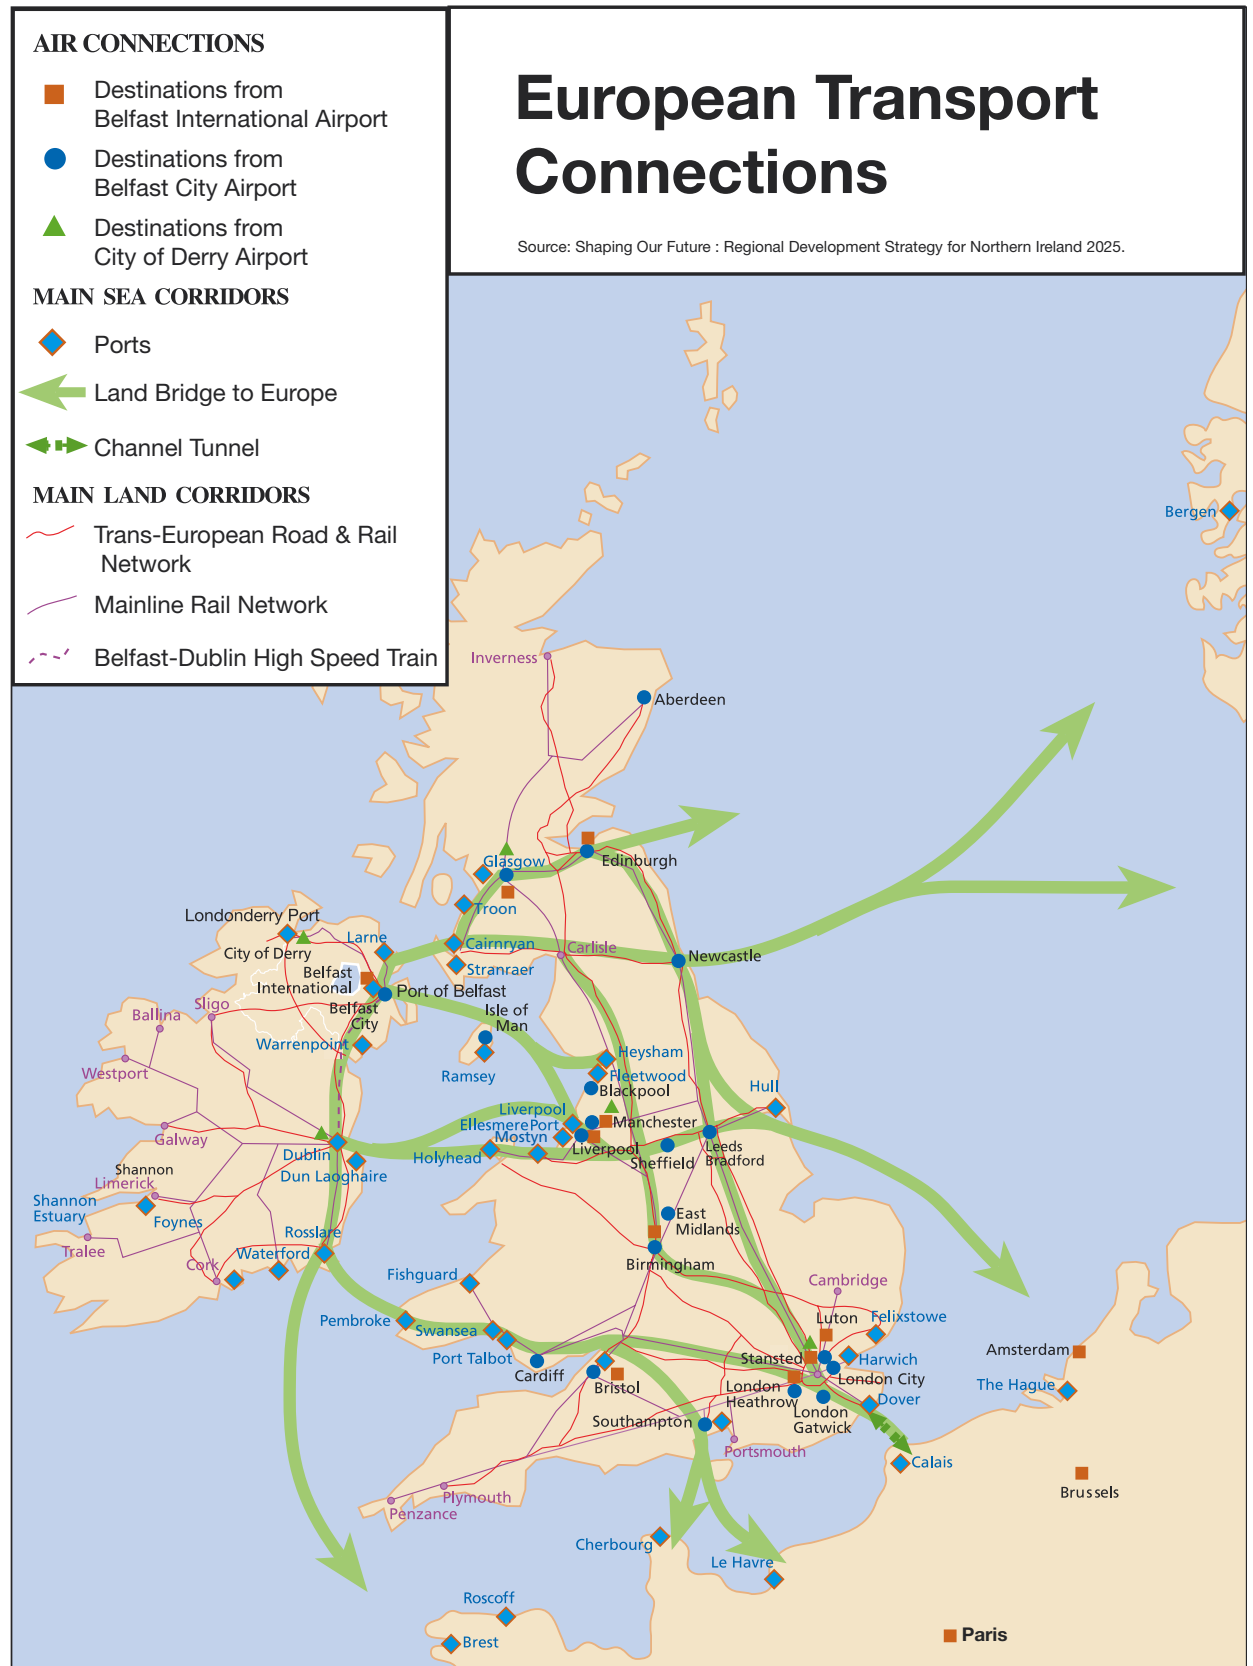 AIR CONNECTIONS
Destinations from
Belfast International Airport
Destinations from
Belfast City Airport
Destinations from
City of Derry Airport
MAIN SEA CORRIDORS
Ports
Land Bridge to Europe
Channel Tunnel
MAIN LAND CORRIDORS
Trans-European Road & Rail
Network
Mainline Rail Network
Belfast-Dublin High Speed Train
European Transport
Connections
Source: Shaping Our Future : Regional Development Strategy for Northern Ireland 2025.
Bergen
Inverness
Aberdeen
Glasgow
Edinburgh
Troon
Londonderry Port
City of Derry
Larne
Cairnryan
Carlisle
Newcastle
Stranraer
Belfast
International
Port of Belfast
Belfast
City
Sligo
Ballina
Isle of
Man
Warrenpoint
Westport
Ramsey
Heysham
Fleetwood
Blackpool
Hull
Liverpool
Ellesmere Port
Manchester
Mostyn
Liverpool
Galway
Dublin
Holyhead
Sheffield
Leeds
Bradford
Dun Laoghaire
Shannon
Limerick
Shannon
Estuary
Foynes
East
Midlands
Rosslare
Waterford
Tralee
Cork
Birmingham
Fishguard
Cambridge
Pembroke
Swansea
Luton
Felixstowe
Port Talbot
Stansted
Harwich
Amsterdam
Cardiff
London City
The Hague
Bristol
London
Heathrow
Dover
London
Gatwick
Southampton
Portsmouth
Calais
Brussels
Plymouth
Penzance
Cherbourg
Le Havre
Roscoff
Brest
Paris